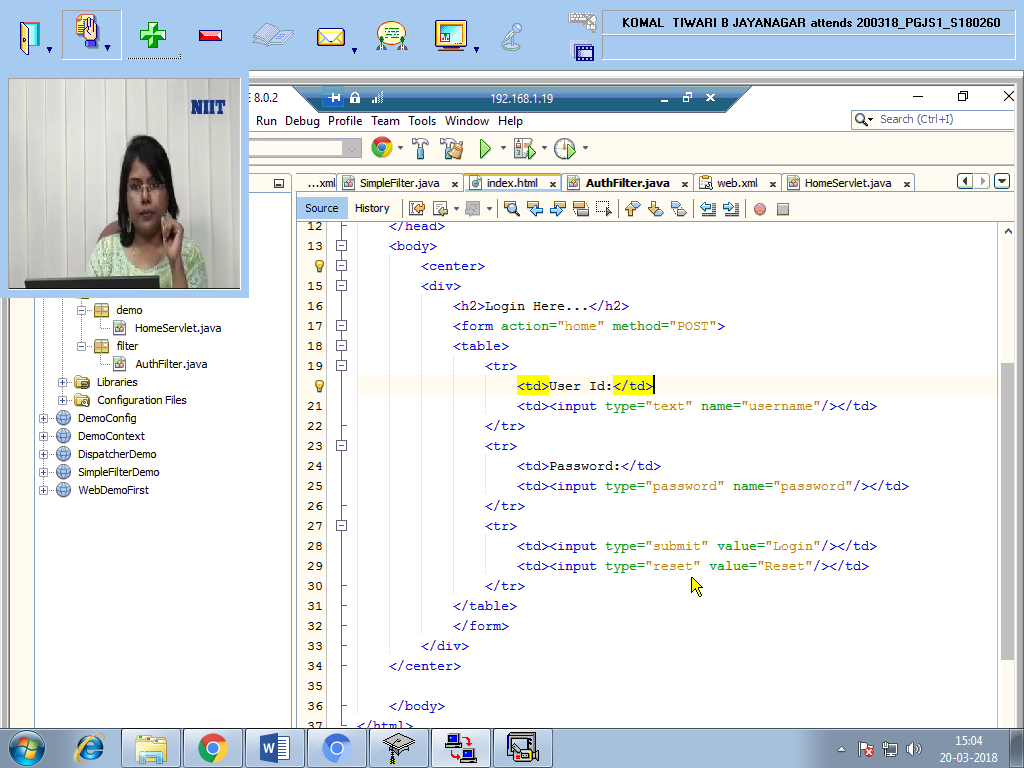 KOMAL TIWARI B JAYANAGAR attends 200318_PGJS1_S180260
NIIT
E 8.0.2
192.168.1.19
Run Debug Profile Team Tools Window Help
Search (Ctrl+I)
...xml SimpleFilter.java index.html AuthFilter.java web.xml HomeServlet.java
Source History
demo
HomeServlet.java
filter
AuthFilter.java
Libraries
Configuration Files
DemoConfig
DemoContext
DispatcherDemo
SimpleFilterDemo
WebDemoFirst
12 </head>
13 <body>
<center>
15 <div>
16 <h2>Login Here...</h2>
17 <form action="home" method="POST">
18 <table>
19 <tr>
<td>User Id:</td>
21 <td><input type="text" name="username"/></td>
22 </tr>
23 <tr>
24 <td>Password:</td>
25 <td><input type="password" name="password"/></td>
26 </tr>
27 <tr>
28 <td><input type="submit" value="Login"/></td>
29 <td><input type="reset" value="Reset"/></td>
30 </tr>
31 </table>
32 </form>
33 </div>
34 </center>
35
36 </body>
37 </html>
15:04
20-03-2018